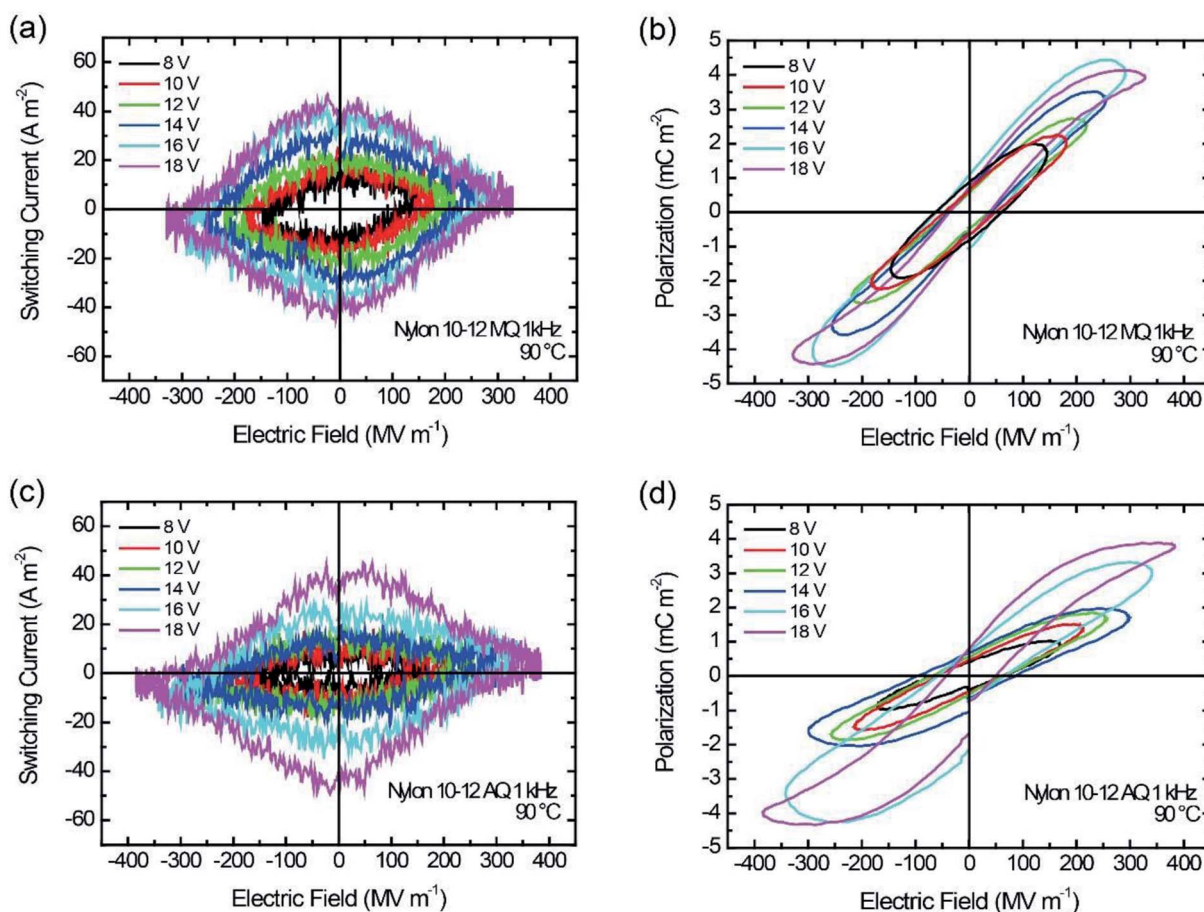 (a)
60
40
20
0
-20
-40
-60
Switching Current (A m-2)
8 V
10 V
12 V
14 V
16 V
18 V
Nylon 10-12 MQ 1kHz
90 °C
-400 -300 -200 -100 0 100 200 300 400
Electric Field (MV m-1)
(b)
5
4
3
2
1
0
-1
-2
-3
-4
-5
Polarization (mC m-2)
8 V
10 V
12 V
14 V
16 V
18 V
Nylon 10-12 MQ 1kHz
90 °C
-400 -300 -200 -100 0 100 200 300 400
Electric Field (MV m-1)
(c)
60
40
20
0
-20
-40
-60
Switching Current (A m-2)
8 V
10 V
12 V
14 V
16 V
18 V
Nylon 10-12 AQ 1 kHz
90 °C
-400 -300 -200 -100 0 100 200 300 400
Electric Field (MV m-1)
(d)
5
4
3
2
1
0
-1
-2
-3
-4
-5
Polarization (mC m-2)
8 V
10 V
12 V
14 V
16 V
18 V
Nylon 10-12 AQ 1 kHz
90 °C
-400 -300 -200 -100 0 100 200 300 400
Electric Field (MV m-1)